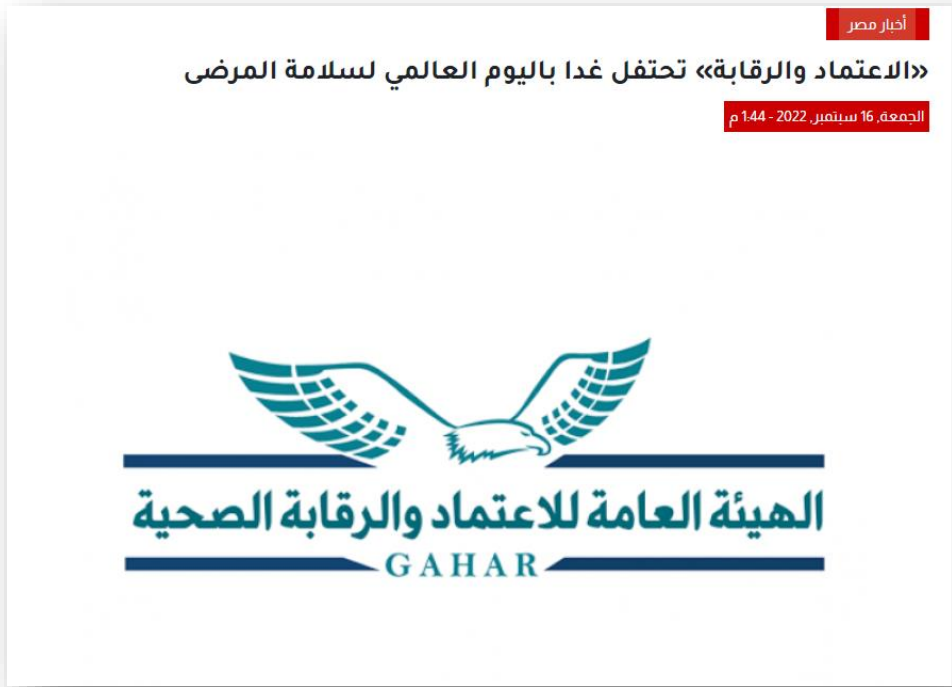 أخبار مصر
«الاعتماد والرقابة» تحتفل غدا باليوم العالمي لسلامة المرضى
الجمعة, 16 سبتمبر, 2022 - 1:44 م
الهيئة العامة للاعتماد والرقابة الصحية
GAHAR